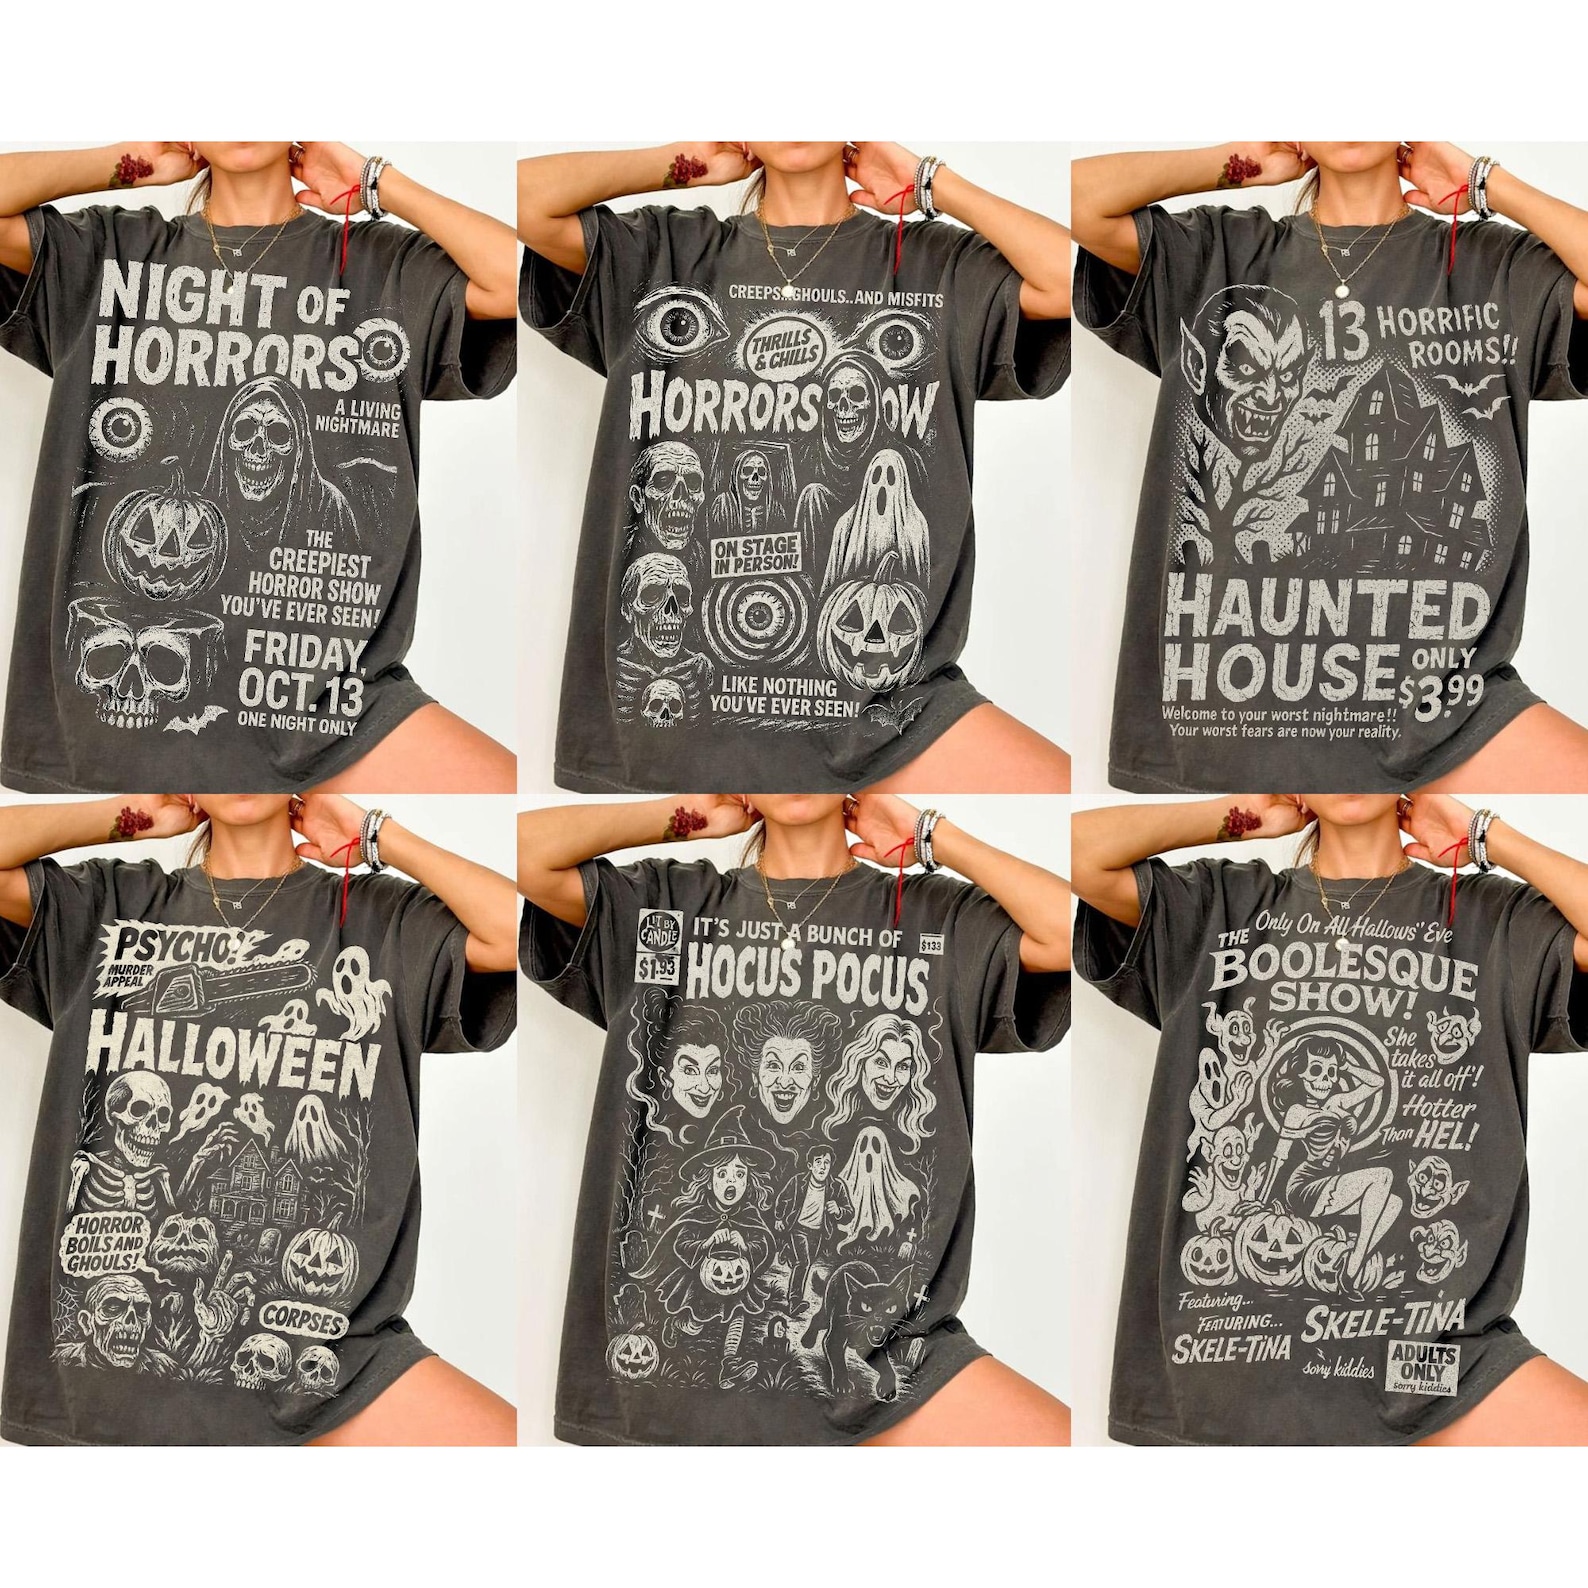 NIGHT OF
HORRORS
A LIVING
NIGHTMARE
THE
CREEPIEST
HORROR SHOW
YOU'VE EVER SEEN!
FRIDAY,
OCT. 13
ONE NIGHT ONLY
CREEPS..GHOULS..AND MISFITS
THRILLS
& CHILLS
HORRORS OW
ON STAGE
IN PERSON!
LIKE NOTHING
YOU'VE EVER SEEN!
13 HORRIFIC
ROOMS!!
HAUNTED
HOUSE
ONLY
$3.99
Welcome to your worst nightmare!!
Your worst fears are now your reality.
PSYCHO!
MURDER
APPEAL
HALLOWEEN
HORROR
BOILS AND
GHOULS!
CORPSES
LIT BY
CANDLE
$1.93
IT'S JUST A BUNCH OF
$133
HOCUS POCUS
Only On All Hallows" Eve
THE
BOOLESQUE
SHOW!
She
takes
it all off'!
Hotter
Than HEL!
Featuring...
FEATURING...
SKELE-TINA
SKELE-TINA
sorry kiddies
ADULTS
ONLY
sorry kiddies